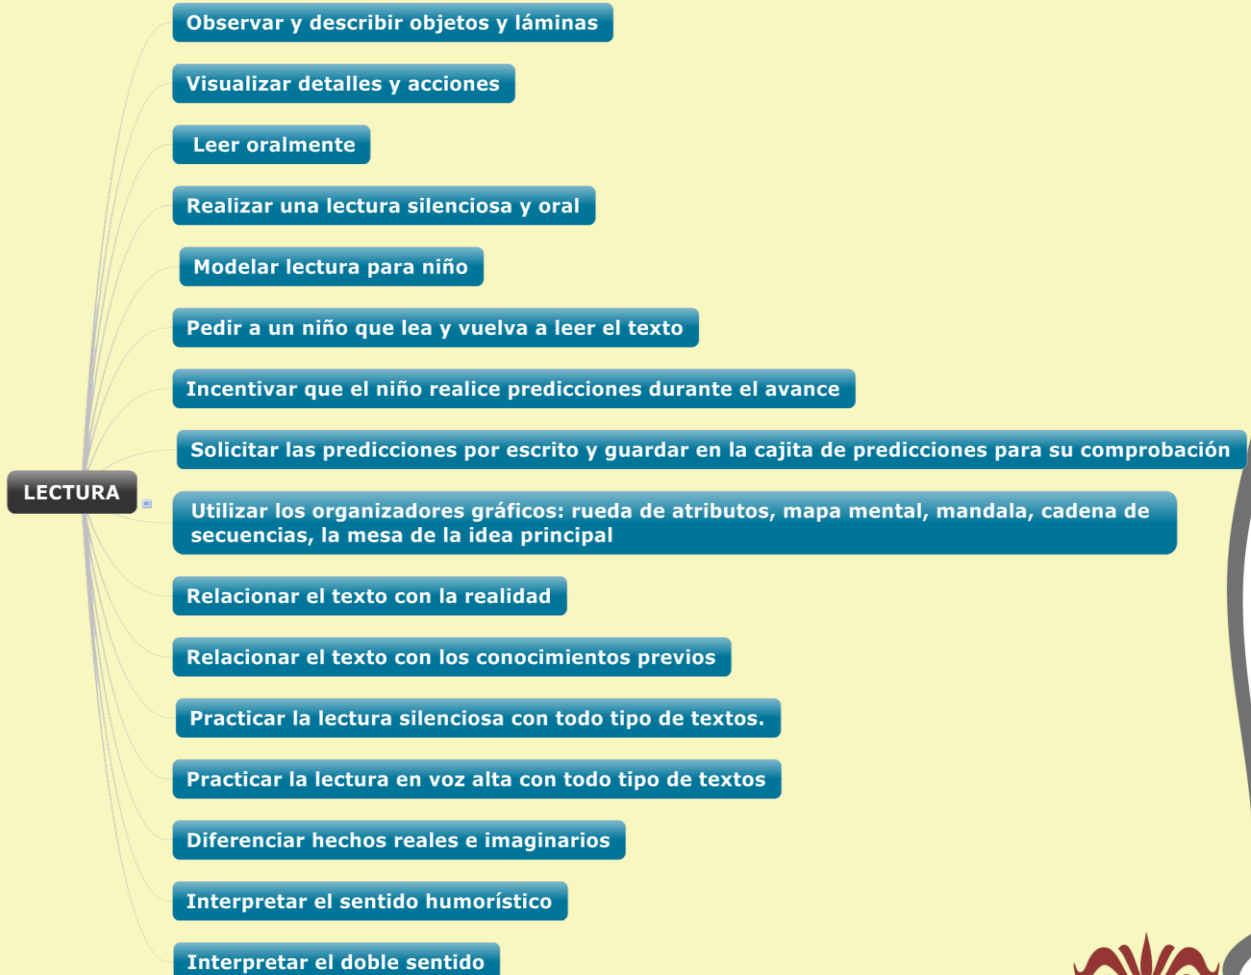 Observar y describir objetos y láminas
Visualizar detalles y acciones
Leer oralmente
Realizar una lectura silenciosa y oral
Modelar lectura para niño
Pedir a un niño que lea y vuelva a leer el texto
Incentivar que el niño realice predicciones durante el avance
Solicitar las predicciones por escrito y guardar en la cajita de predicciones para su comprobación
LECTURA
Utilizar los organizadores gráficos: rueda de atributos, mapa mental, mandala, cadena de
secuencias, la mesa de la idea principal
Relacionar el texto con la realidad
Relacionar el texto con los conocimientos previos
Practicar la lectura silenciosa con todo tipo de textos.
Practicar la lectura en voz alta con todo tipo de textos
Diferenciar hechos reales e imaginarios
Interpretar el sentido humorístico
Interpretar el doble sentido